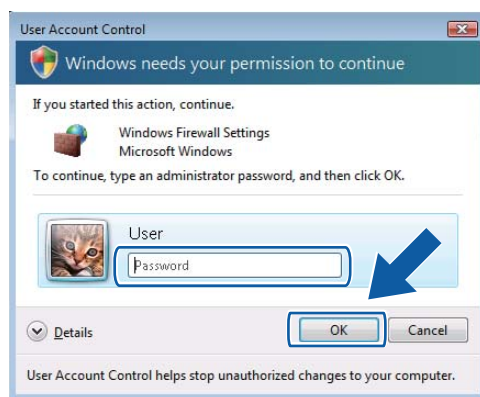 User Account Control
Windows needs your permission to continue
If you started this action, continue.
Windows Firewall Settings
Microsoft Windows
To continue, type an administrator password, and then click OK.
User
Password
Details
OK
Cancel
User Account Control helps stop unauthorized changes to your computer.